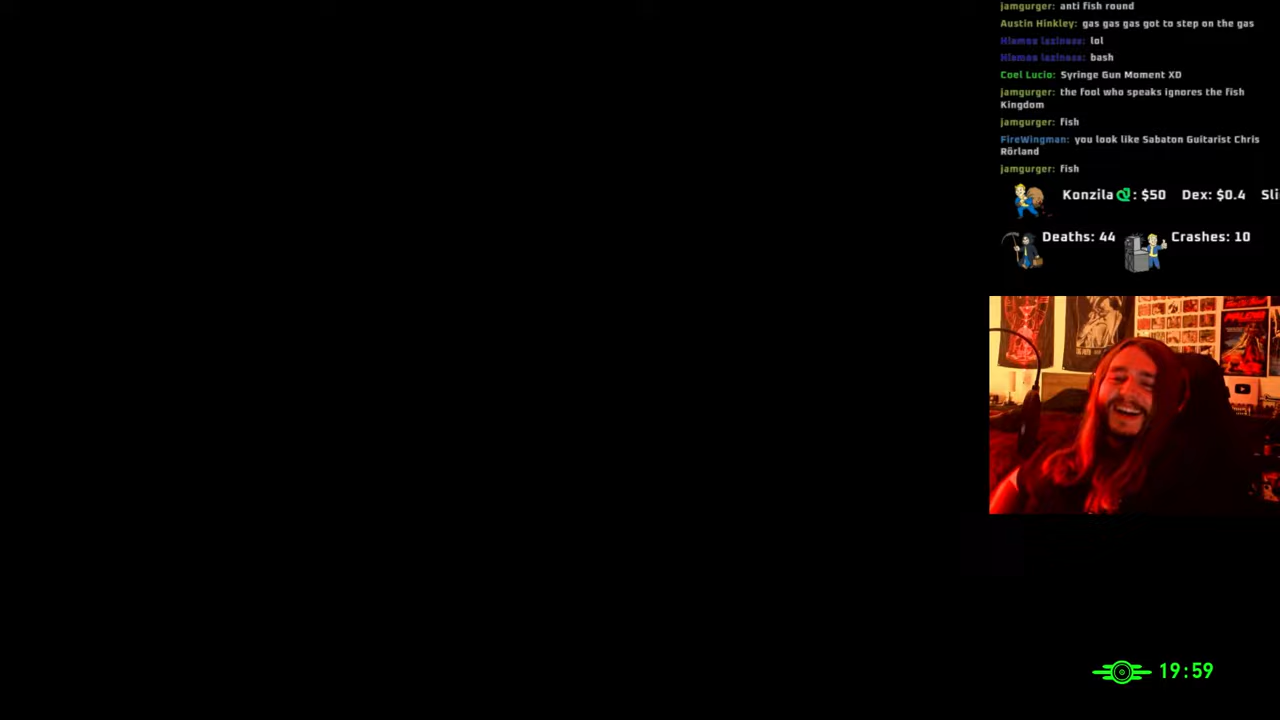 jamgurger: anti fish round
Austin Hinkley: gas gas gas got to step on the gas
lol
bash
Coel Lucio: Syringe Gun Moment XD
jamgurger: the fool who speaks ignores the fish
Kingdom
jamgurger: fish
FireWingman: you look like Sabaton Guitarist Chris
Rörland
jamgurger: fish
Konzila : $50 Dex: $0.4 Sli
Deaths: 44 Crashes: 10
19:59